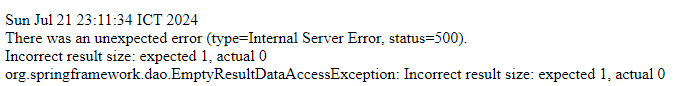 Sun Jul 21 23:11:34 ICT 2024
There was an unexpected error (type=Internal Server Error, status=500).
Incorrect result size: expected 1, actual 0
org.springframework.dao.EmptyResultDataAccessException: Incorrect result size: expected 1, actual 0